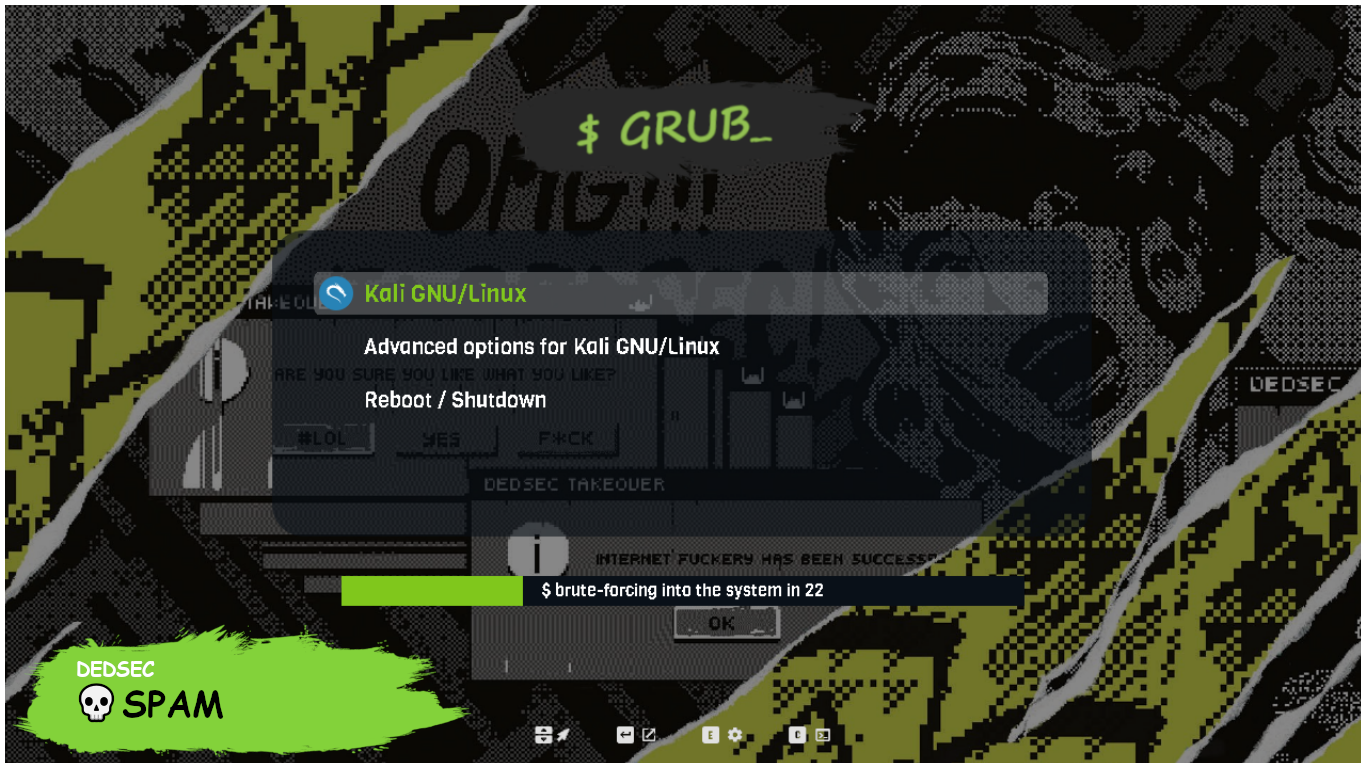 $ GRUB_
OMG!!!
Kali GNU/Linux
TAKEOU
Advanced options for Kali GNU/Linux
ARE YOU SURE YOU LIKE WHAT YOU LIKE?
DEDSEC
Reboot / Shutdown
#LOL YES F*CK
DEDSEC TAKEOVER
INTERNET FUCKERY HAS BEEN SUCCESS
$ brute-forcing into the system in 22
OK
DEDSEC
SPAM
E
C